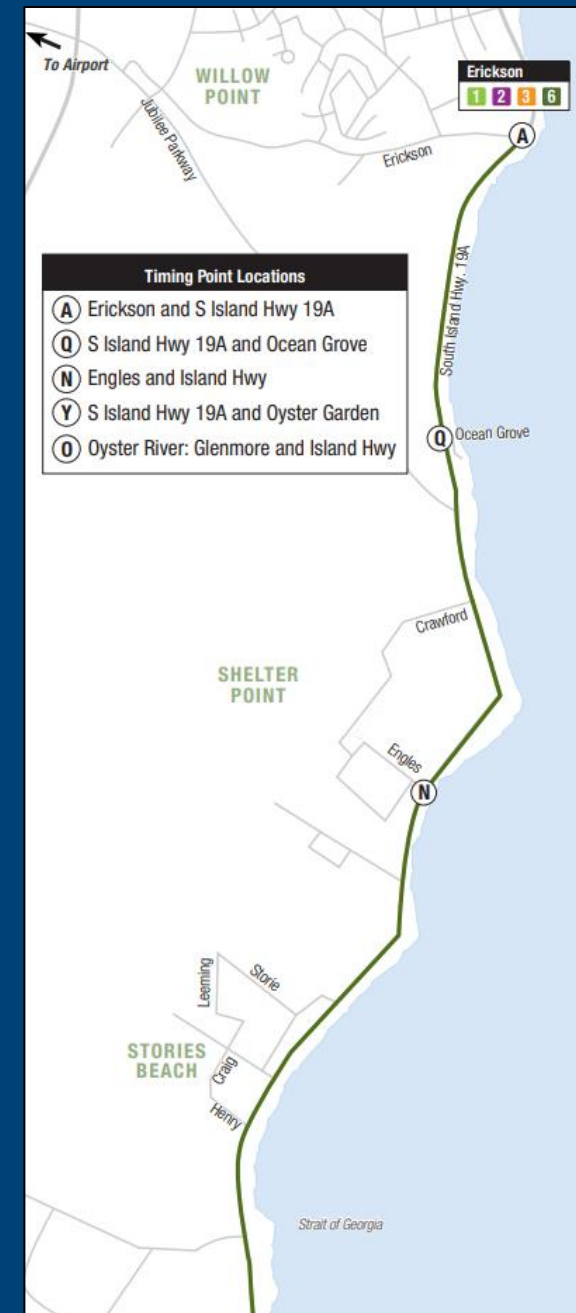 To Airport
WILLOW
POINT
Erickson
1 2 3 6
A
Jubilee Parkway
Erickson
South Island Hwy. 19A
Timing Point Locations
A Erickson and S Island Hwy 19A
Q S Island Hwy 19A and Ocean Grove
N Engles and Island Hwy
Y S Island Hwy 19A and Oyster Garden
O Oyster River: Glenmore and Island Hwy
Q Ocean Grove
Crawford
SHELTER
POINT
Engles
N
Leeming
Storie
STORIES
BEACH
Craig
Henry
Strait of Georgia